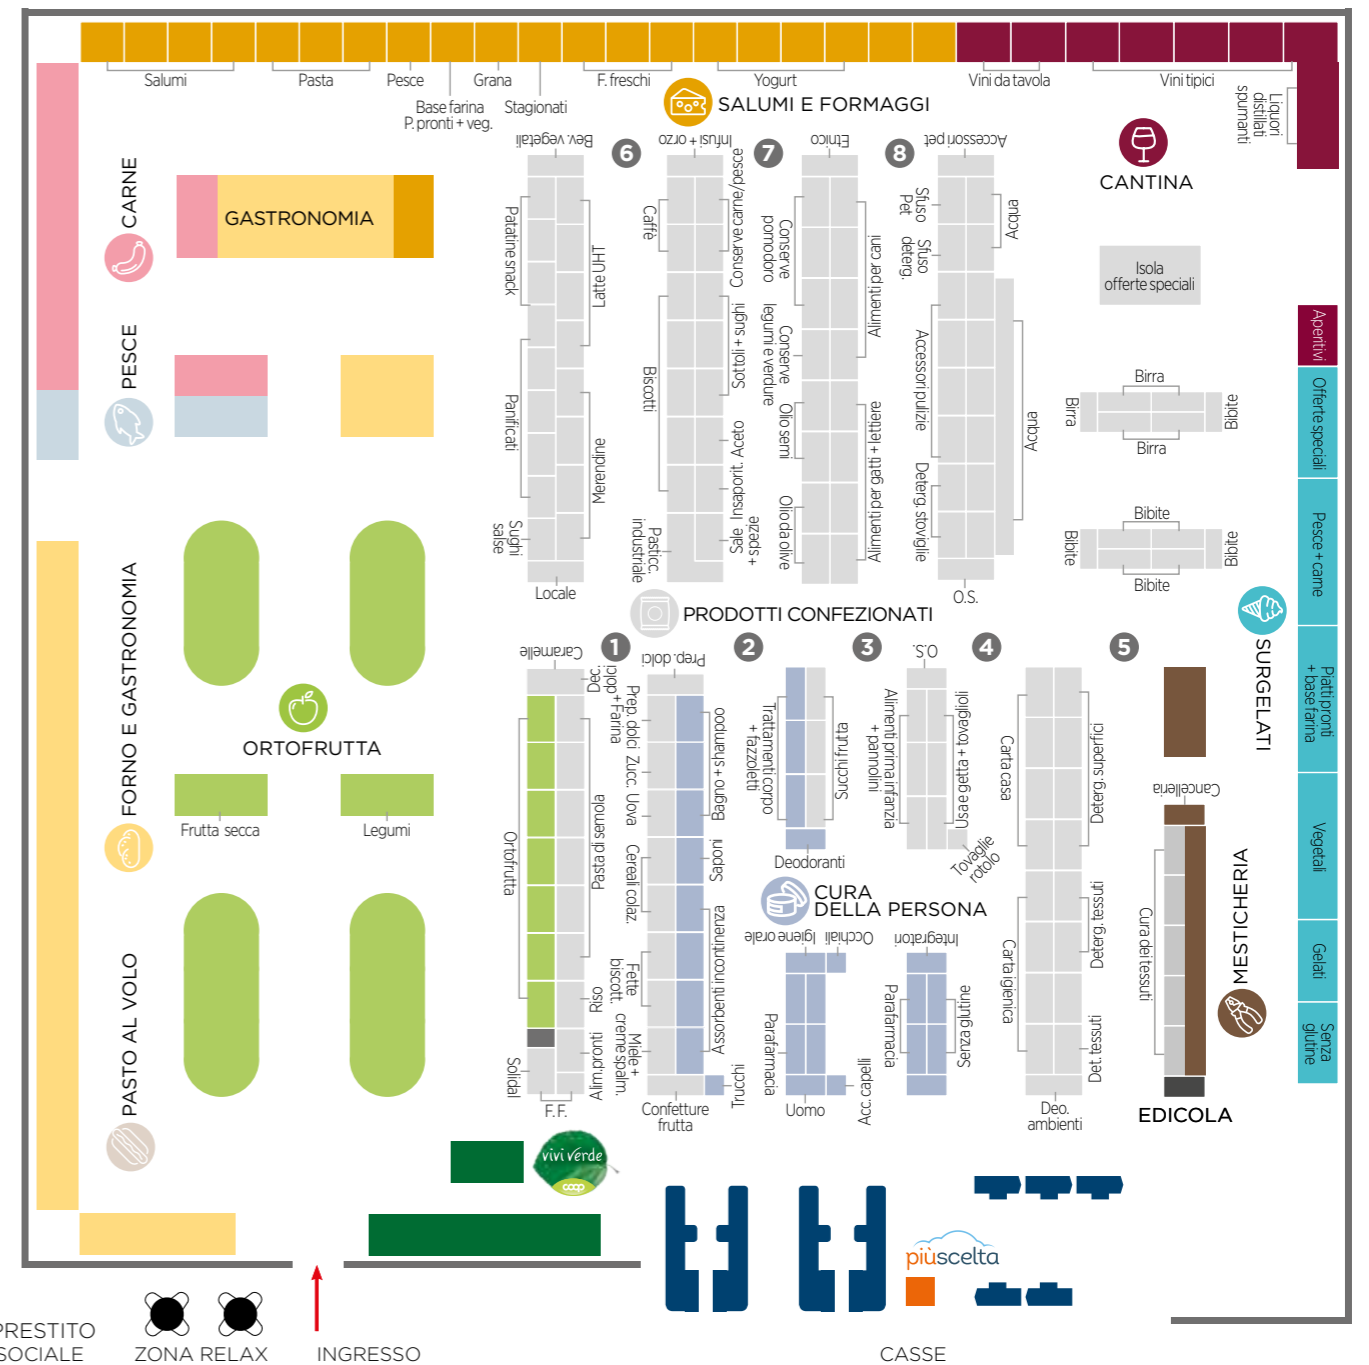 Salumi
Pasta
Pesce
Base farina
P. pronti + veg.
Grana
Stagionati
F. freschi
Yogurt
Vini da tavola
Vini tipici
Liquori
distillati
spumanti
SALUMI E FORMAGGI
CANTINA
CARNE
GASTRONOMIA
PESCE
Bev. vegetali
6
Infusi + orzo
7
Etnico
8
Accessori pet
Patatine snack
Latte UHT
Panificati
Merendine
Sughi
salse
Locale
Caffè
Conserve carne/pesce
Biscotti
Sottoli + sughi
Aceto
Insaporit.
Sale
+ spezie
Pasticc.
industriale
Conserve
pomodoro
Conserve
legumi e verdure
Olio semi
Olio da olive
Alimenti per cani
Alimenti per gatti + lettiere
Sfuso
Pet
Sfuso
deterg.
Acqua
Accessori pulizie
Acqua
Deterg. stoviglie
O.S.
Isola
offerte speciali
Birra
Birra
Birra
Bibite
Bibite
Bibite
Bibite
Bibite
Aperitivi
Offerte speciali
Pesce + carne
Piatti pronti
+ base farina
Vegetali
Gelati
Senza
glutine
SURGELATI
PRODOTTI CONFEZIONATI
FORNO E GASTRONOMIA
ORTOFRUTTA
Frutta secca
Legumi
PASTO AL VOLO
Caramelle
1
Dec.
dolci
Prep. dolci
2
3
O.S.
4
5
Ortofrutta
Pasta di semola
Riso
Solidal
Alim.pronti
F.F.
Prep. dolci
+ Farina
Zucc.
Uova
Cereali colaz.
Fette
biscott.
Miele +
creme spalm.
Bagno + shampoo
Saponi
Assorbenti incontinenza
Trucchi
Confetture
frutta
Trattamenti corpo
+ fazzoletti
Succhi frutta
Deodoranti
Alimenti prima infanzia
+ pannolini
Usa e getta + tovaglioli
Tovaglie
rotolo
CURA
DELLA PERSONA
Igiene orale
Occhiali
Integratori
Parafarmacia
Uomo
Acc. capelli
Parafarmacia
Senza glutine
Carta casa
Deterg. superfici
Carta igienica
Deterg. tessuti
Det. tessuti
Deo.
ambienti
Cancelleria
Cura dei tessuti
MESTICHERIA
EDICOLA
vivi verde
coop
piùscelta
PRESTITO
SOCIALE
ZONA RELAX
INGRESSO
CASSE